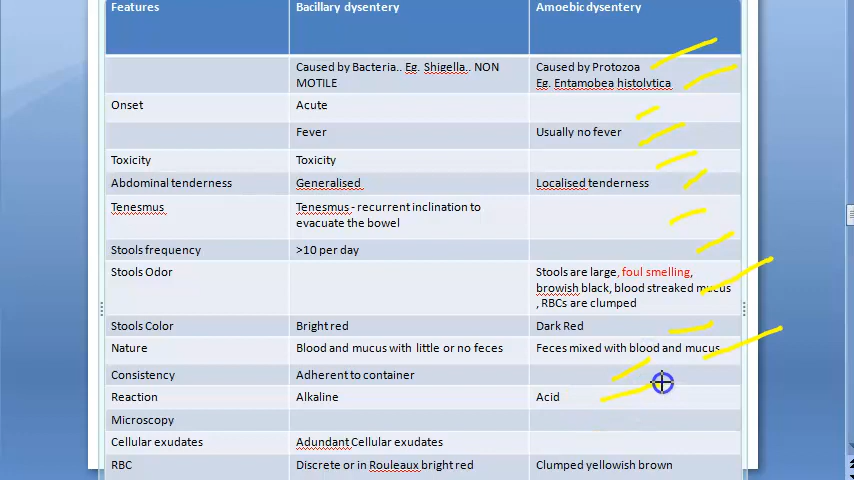 Features Bacillary dysentery Amoebic dysentery
Caused by Bacteria.. Eg. Shigella.. NON Caused by Protozoa
MOTILE Eg. Entamobea histolvtica
Onset Acute
Fever Usually no fever
Toxicity Toxicity
Abdominal tenderness Generalised Localised tenderness
Tenesmus Tenesmus - recurrent inclination to
evacuate the bowel
Stools frequency >10 per day
Stools Odor Stools are large, foul smelling,
browish black, blood streaked mucus
, RBCs are clumped
Stools Color Bright red Dark Red
Nature Blood and mucus with little or no feces Feces mixed with blood and mucus
Consistency Adherent to container
Reaction Alkaline Acid
Microscopy
Cellular exudates Adundant Cellular exudates
RBC Discrete or in Rouleaux bright red Clumped yellowish brown